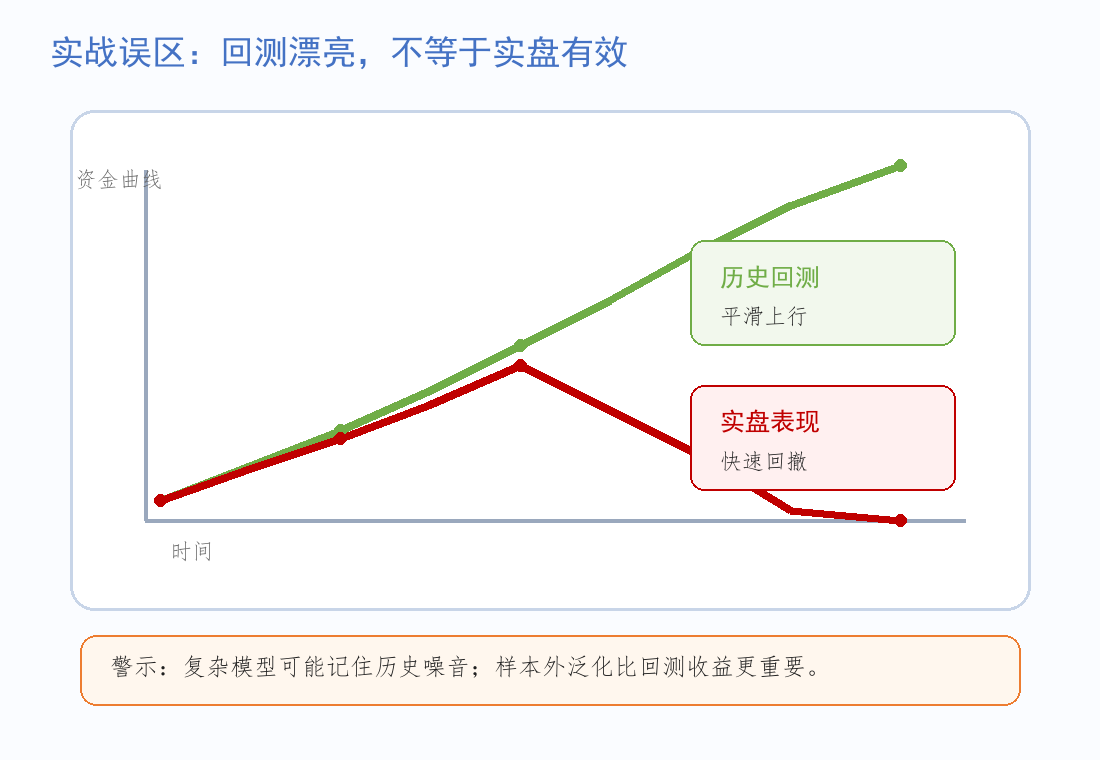 实战误区：回测漂亮，不等于实盘有效
资金曲线
历史回测
平滑上行
实盘表现
快速回撤
时间
警示：复杂模型可能记住历史噪音；样本外泛化比回测收益更重要。